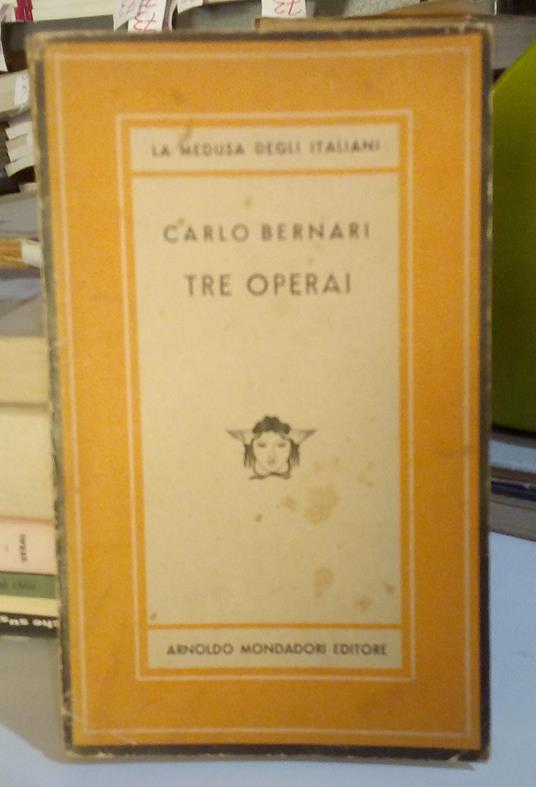 LA MEDUSA DEGLI ITALIANI
CARLO BERNARI
TRE OPERAI
ARNOLDO MONDADORI EDITORE